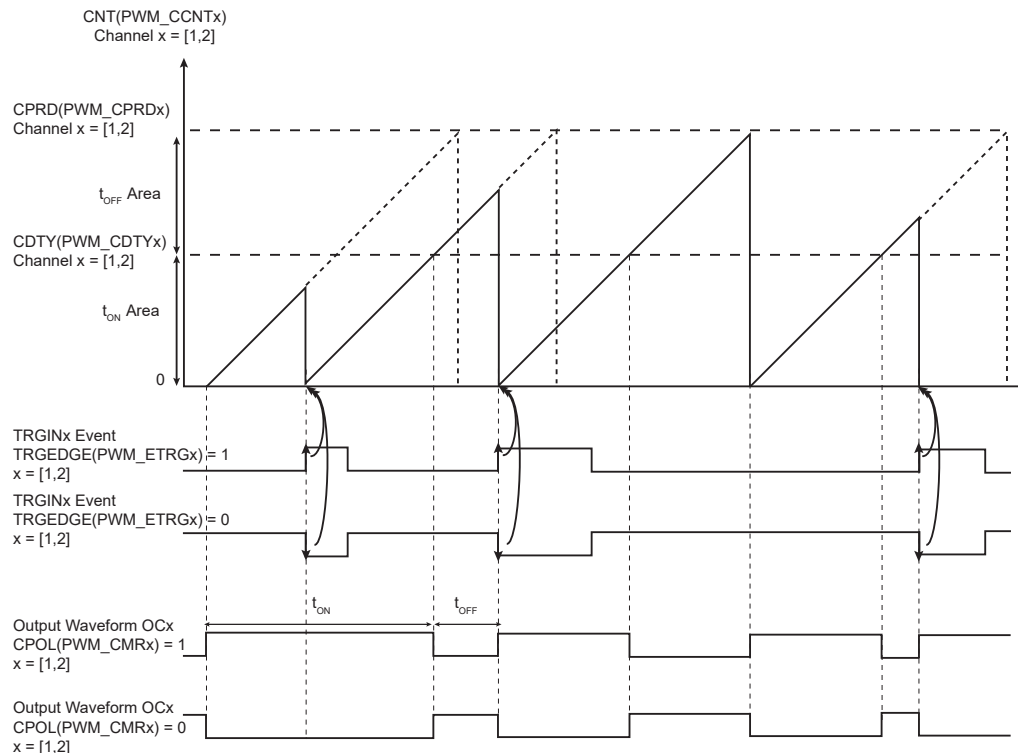 CNT(PWM_CCNTx)
Channel x = [1,2]
CPRD(PWM_CPRDx)
Channel x = [1,2]
tOFF Area
CDTY(PWM_CDTYx)
Channel x = [1,2]
tON Area
0
TRGINx Event
TRGEDGE(PWM_ETRGx) = 1
x = [1,2]
TRGINx Event
TRGEDGE(PWM_ETRGx) = 0
x = [1,2]
tON
tOFF
Output Waveform OCx
CPOL(PWM_CMRx) = 1
x = [1,2]
Output Waveform OCx
CPOL(PWM_CMRx) = 0
x = [1,2]